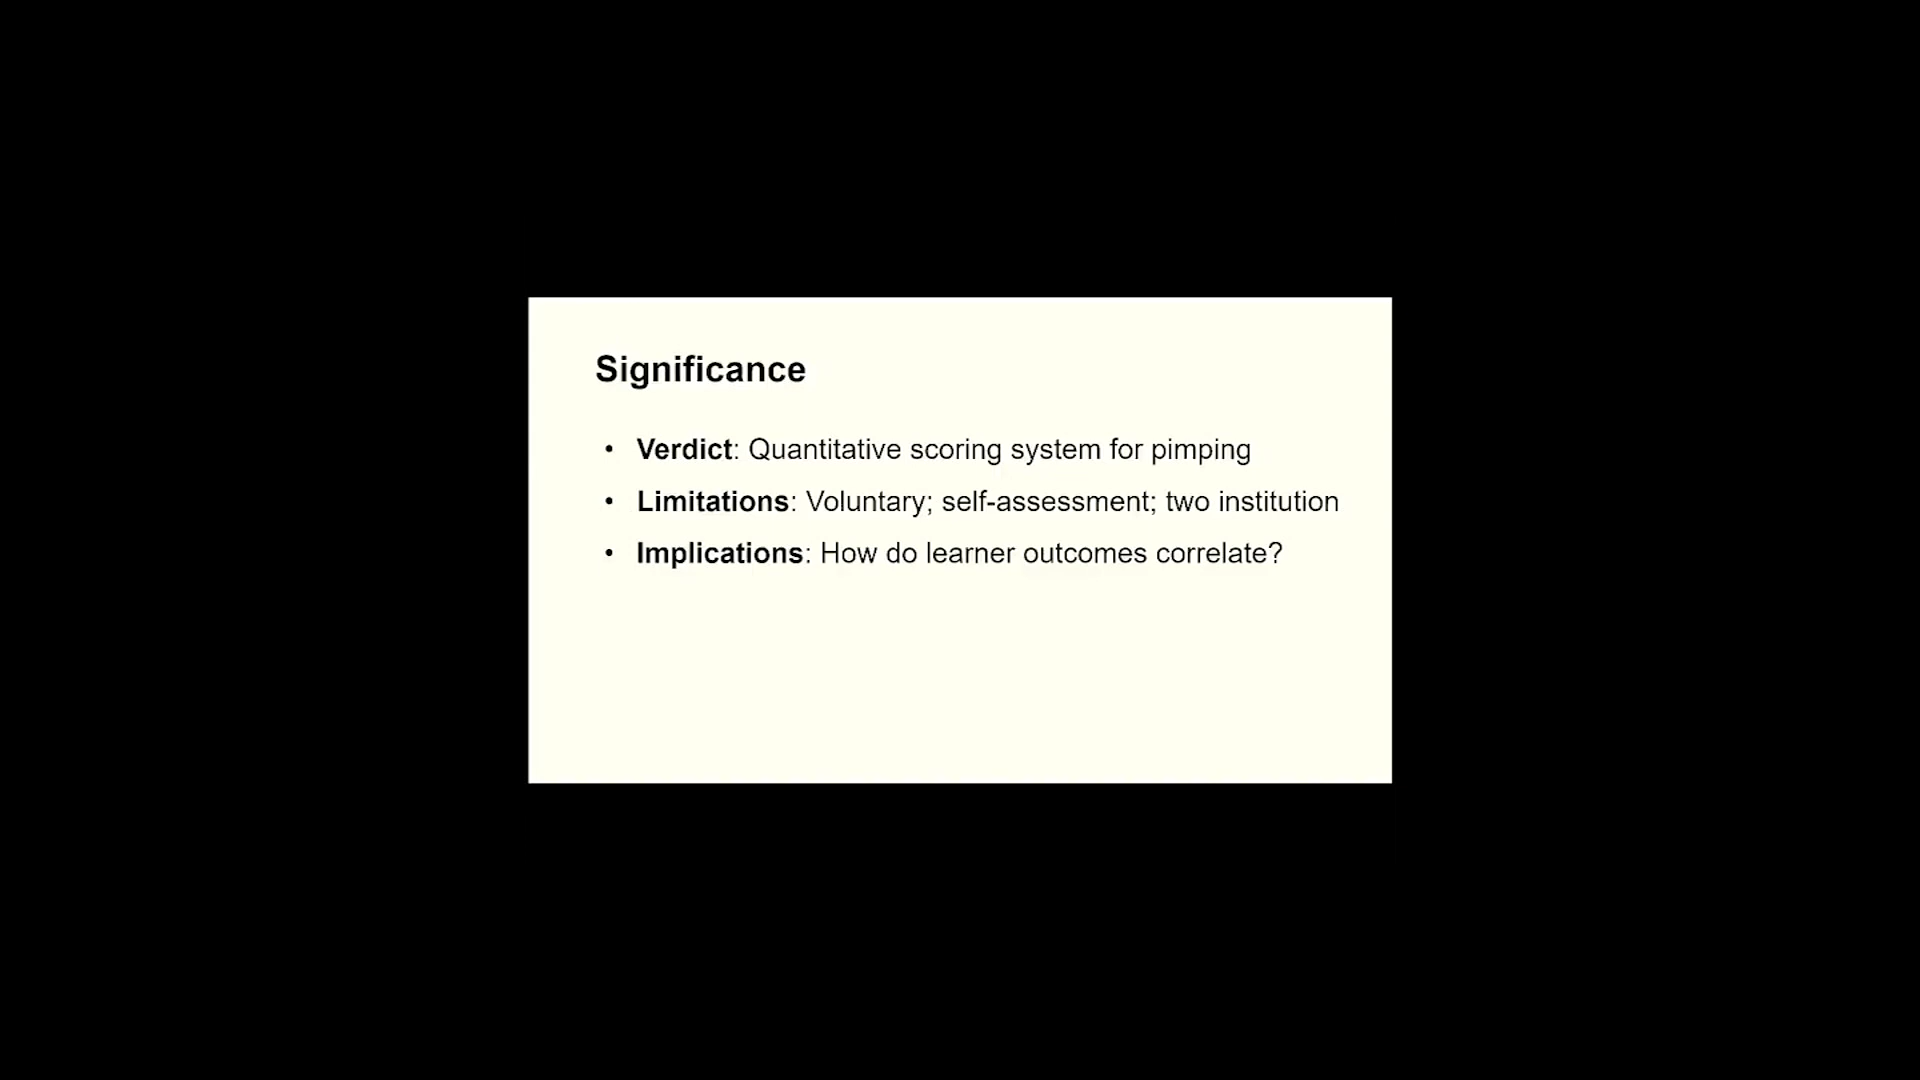 Significance
• Verdict: Quantitative scoring system for pimping
• Limitations: Voluntary; self-assessment; two institution
• Implications: How do learner outcomes correlate?